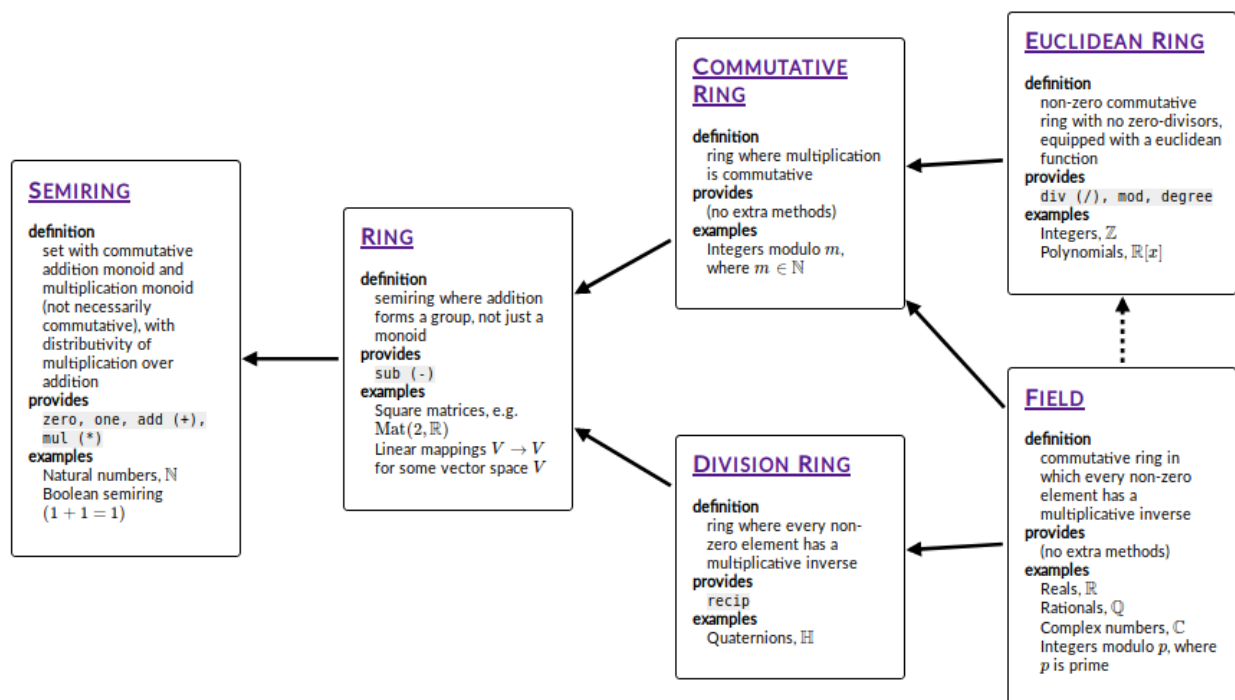 SEMIRING
definition
set with commutative
addition monoid and
multiplication monoid
(not necessarily
commutative), with
distributivity of
multiplication over
addition
provides
zero, one, add (+),
mul (*)
examples
Natural numbers, ℕ
Boolean semiring
(1 + 1 = 1)
RING
definition
semiring where addition
forms a group, not just a
monoid
provides
sub (-)
examples
Square matrices, e.g.
Mat(2, ℝ)
Linear mappings V → V
for some vector space V
COMMUTATIVE
RING
definition
ring where multiplication
is commutative
provides
(no extra methods)
examples
Integers modulo m,
where m ∈ ℕ
DIVISION RING
definition
ring where every non-
zero element has a
multiplicative inverse
provides
recip
examples
Quaternions, ℍ
EUCLIDEAN RING
definition
non-zero commutative
ring with no zero-divisors,
equipped with a euclidean
function
provides
div (/), mod, degree
examples
Integers, ℤ
Polynomials, ℝ[x]
FIELD
definition
commutative ring in
which every non-zero
element has a
multiplicative inverse
provides
(no extra methods)
examples
Reals, ℝ
Rationals, ℚ
Complex numbers, ℂ
Integers modulo p, where
p is prime